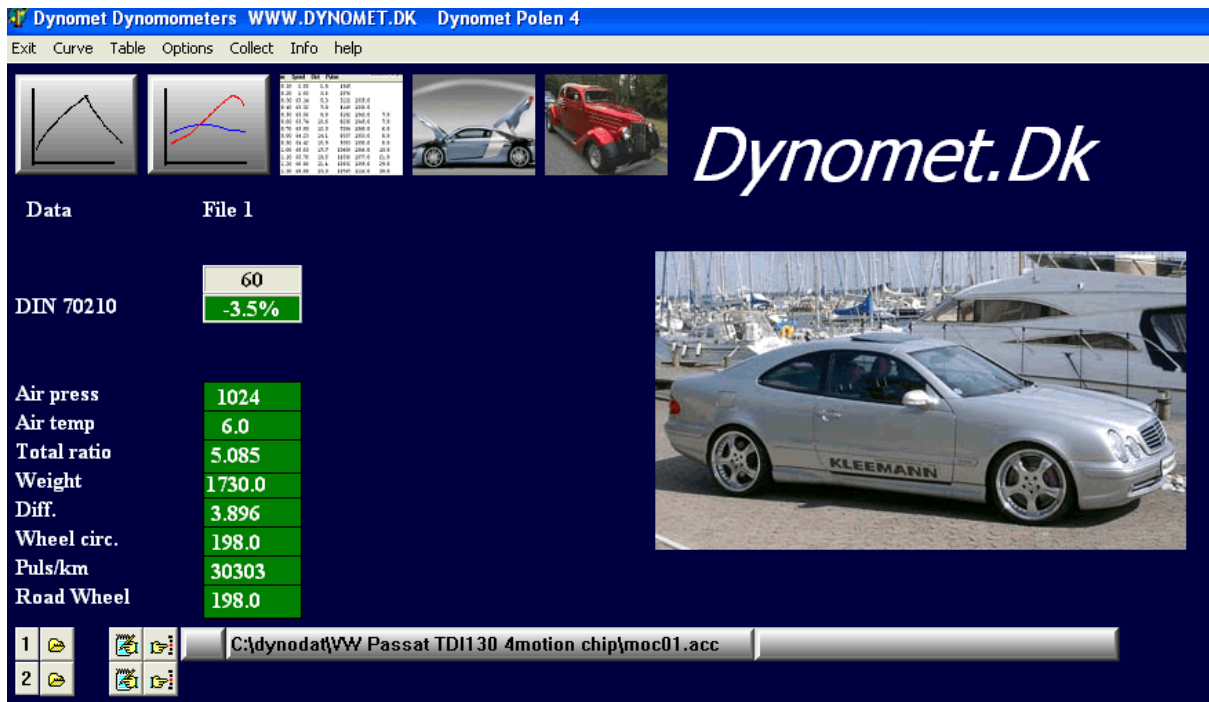 Dynomet Dynomometers WWW.DYNOMET.DK Dynomet Polen 4
Exit Curve Table Options Collect Info help
Dynomet.Dk
Data File 1
60
DIN 70210 -3.5%
KLEEMANN
Air press 1024
Air temp 6.0
Total ratio 5.085
Weight 1730.0
Diff. 3.896
Wheel circ. 198.0
Puls/km 30303
Road Wheel 198.0
1 C:\dynodat\VW Passat TDI130 4motion chip\moc01.acc
2